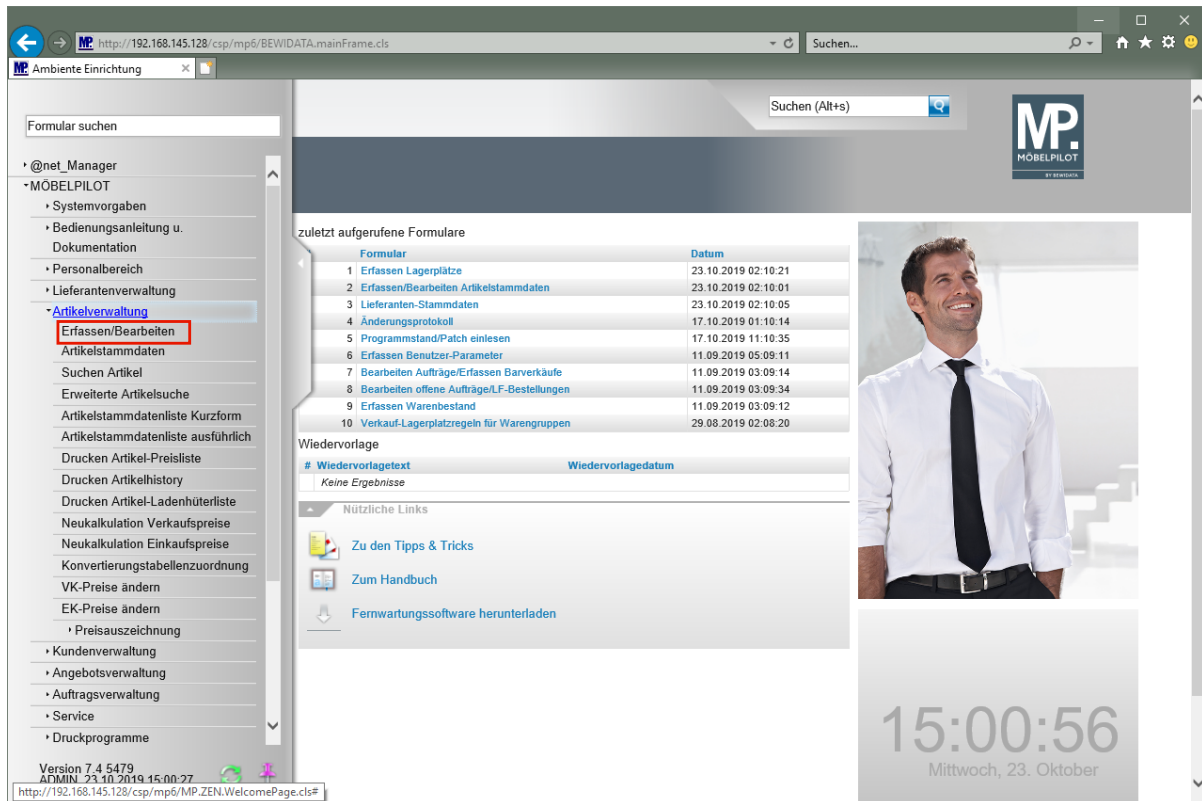 http://192.168.145.128/csp/mp6/BEWIDATA.mainFrame.cls
Suchen...
MP. Ambiente Einrichtung
Formular suchen
Suchen (Alt+s)
MP.
MÖBELPILOT
BY BEWIDATA
@net_Manager
MÖBELPILOT
Systemvorgaben
Bedienungsanleitung u.
Dokumentation
Personalbereich
Lieferantenverwaltung
Artikelverwaltung
Erfassen/Bearbeiten
Artikelstammdaten
Suchen Artikel
Erweiterte Artikelsuche
Artikelstammdatenliste Kurzform
Artikelstammdatenliste ausführlich
Drucken Artikel-Preisliste
Drucken Artikelhistory
Drucken Artikel-Ladenhüterliste
Neukalkulation Verkaufspreise
Neukalkulation Einkaufspreise
Konvertierungstabellenzuordnung
VK-Preise ändern
EK-Preise ändern
Preisauszeichnung
Kundenverwaltung
Angebotsverwaltung
Auftragsverwaltung
Service
Druckprogramme
Version 7.4 5479
ADMIN 23.10.2019 15:00:27
http://192.168.145.128/csp/mp6/MP.ZEN.WelcomePage.cls#
zuletzt aufgerufene Formulare
Formular Datum
1 Erfassen Lagerplätze 23.10.2019 02:10:21
2 Erfassen/Bearbeiten Artikelstammdaten 23.10.2019 02:10:01
3 Lieferanten-Stammdaten 23.10.2019 02:10:05
4 Änderungsprotokoll 17.10.2019 01:10:14
5 Programmstand/Patch einlesen 17.10.2019 11:10:35
6 Erfassen Benutzer-Parameter 11.09.2019 05:09:11
7 Bearbeiten Aufträge/Erfassen Barverkäufe 11.09.2019 03:09:14
8 Bearbeiten offene Aufträge/LF-Bestellungen 11.09.2019 03:09:34
9 Erfassen Warenbestand 11.09.2019 03:09:12
10 Verkauf-Lagerplatzregeln für Warengruppen 29.08.2019 02:08:20
Wiedervorlage
# Wiedervorlagetext Wiedervorlagedatum
Keine Ergebnisse
Nützliche Links
Zu den Tipps & Tricks
Zum Handbuch
Fernwartungssoftware herunterladen
15:00:56
Mittwoch, 23. Oktober